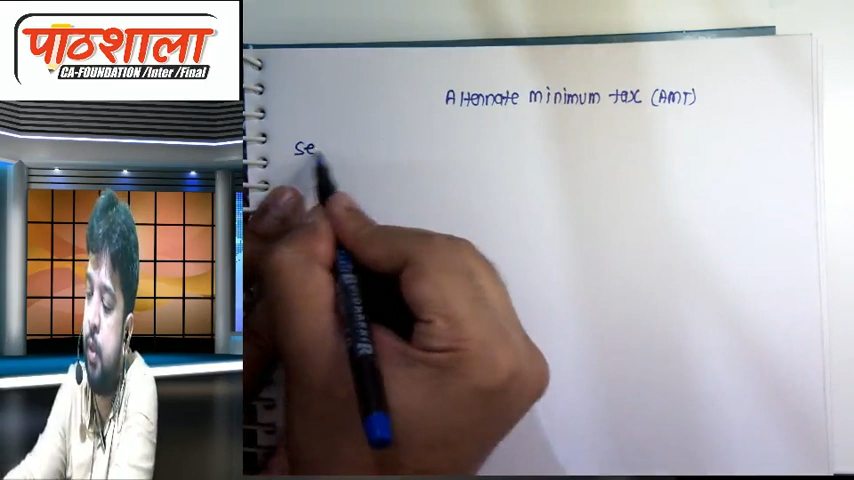 पाठशाला
CA-FOUNDATION /Inter /Final
Alternate minimum tax (AMT)
Se